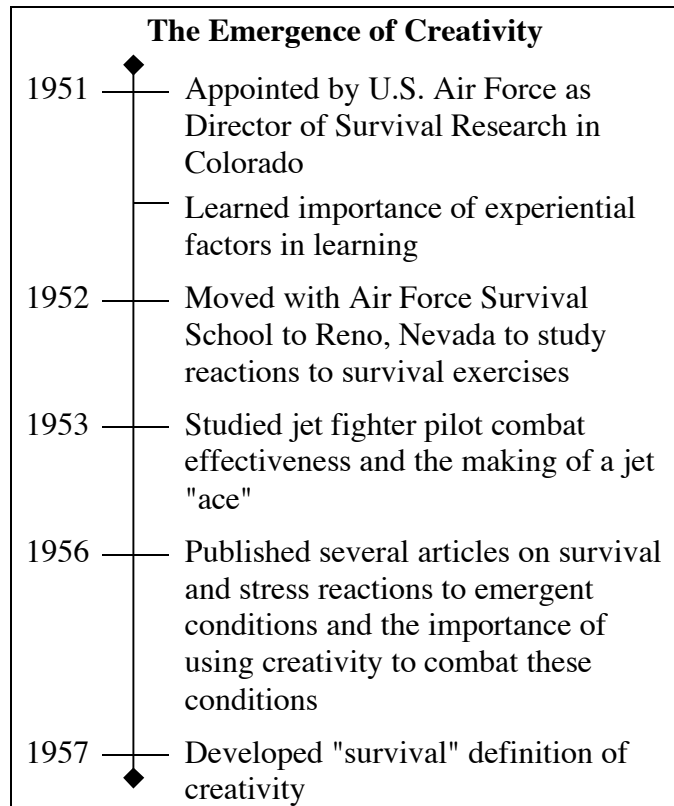 The Emergence of Creativity
1951 Appointed by U.S. Air Force as
Director of Survival Research in
Colorado
Learned importance of experiential
factors in learning
1952 Moved with Air Force Survival
School to Reno, Nevada to study
reactions to survival exercises
1953 Studied jet fighter pilot combat
effectiveness and the making of a jet
"ace"
1956 Published several articles on survival
and stress reactions to emergent
conditions and the importance of
using creativity to combat these
conditions
1957 Developed "survival" definition of
creativity